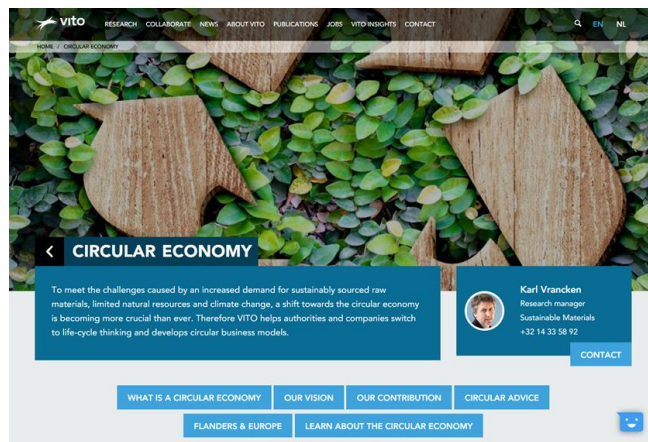 vito
RESEARCH COLLABORATE NEWS ABOUT VITO PUBLICATIONS JOBS VITO INSIGHTS CONTACT EN NL
HOME / CIRCULAR ECONOMY
CIRCULAR ECONOMY
To meet the challenges caused by an increased demand for sustainably sourced raw
materials, limited natural resources and climate change, a shift towards the circular economy
is becoming more crucial than ever. Therefore VITO helps authorities and companies switch
to life-cycle thinking and develops circular business models.
Karl Vrancken
Research manager
Sustainable Materials
+32 14 33 58 92
CONTACT
WHAT IS A CIRCULAR ECONOMY OUR VISION OUR CONTRIBUTION CIRCULAR ADVICE
FLANDERS & EUROPE LEARN ABOUT THE CIRCULAR ECONOMY